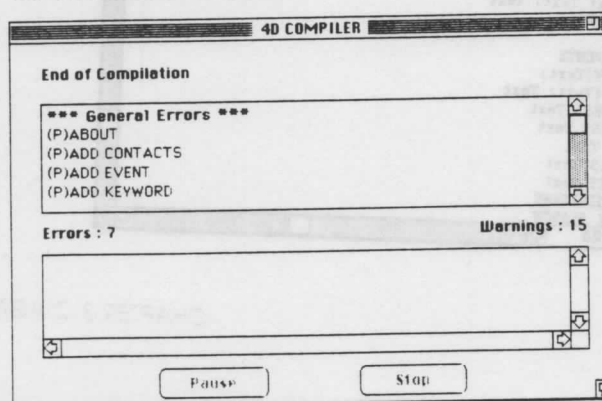 4D COMPILER
End of Compilation
*** General Errors ***
(P)ABOUT
(P)ADD CONTACTS
(P)ADD EVENT
(P)ADD KEYWORD
Errors : 7
Warnings : 15
Pause
Stop